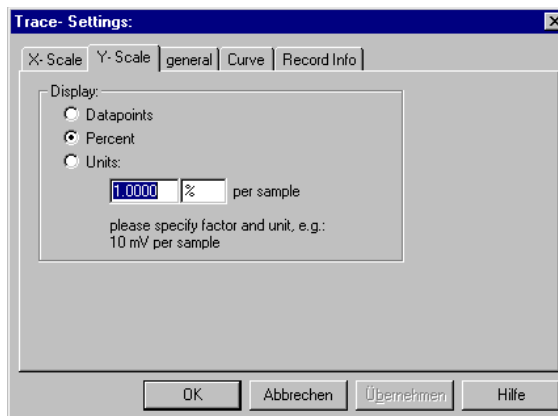 Trace- Settings:
X- Scale Y- Scale general Curve Record Info
Display:
Datapoints
Percent
Units:
1.0000 % per sample
please specify factor and unit, e.g.:
10 mV per sample
OK Abbrechen Übernehmen Hilfe